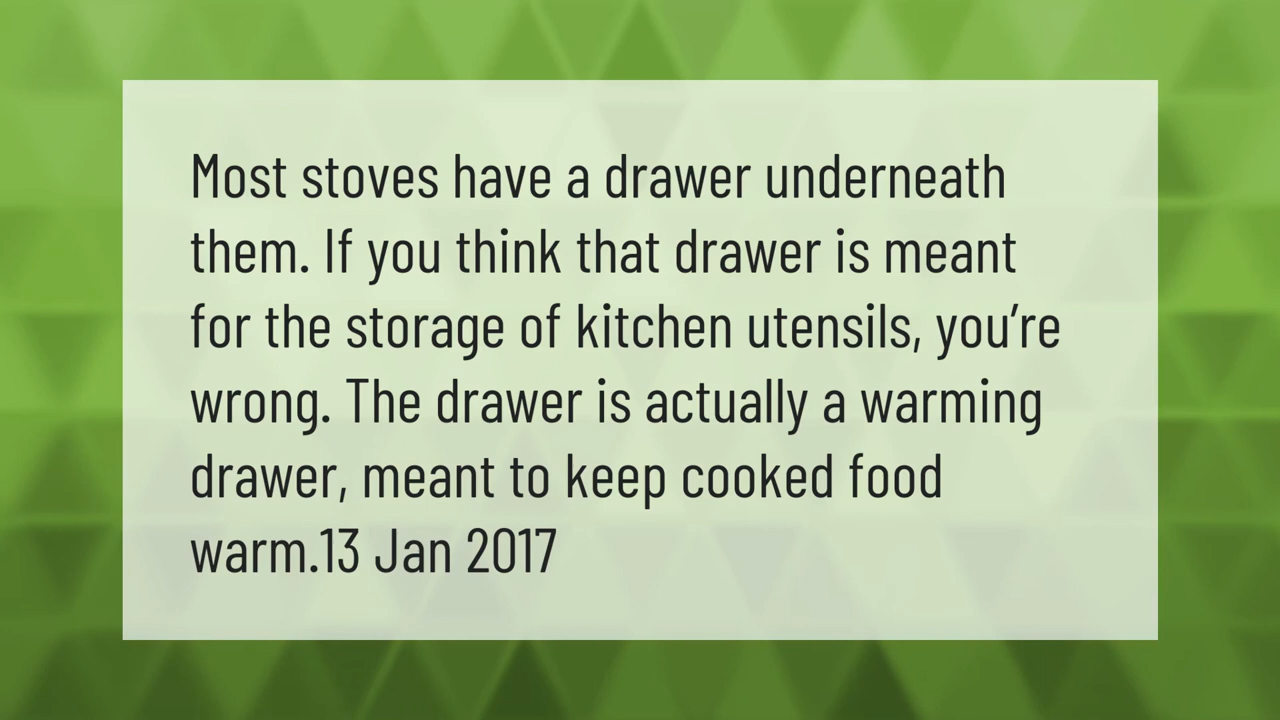 Most stoves have a drawer underneath
them. If you think that drawer is meant
for the storage of kitchen utensils, you’re
wrong. The drawer is actually a warming
drawer, meant to keep cooked food
warm.13 Jan 2017